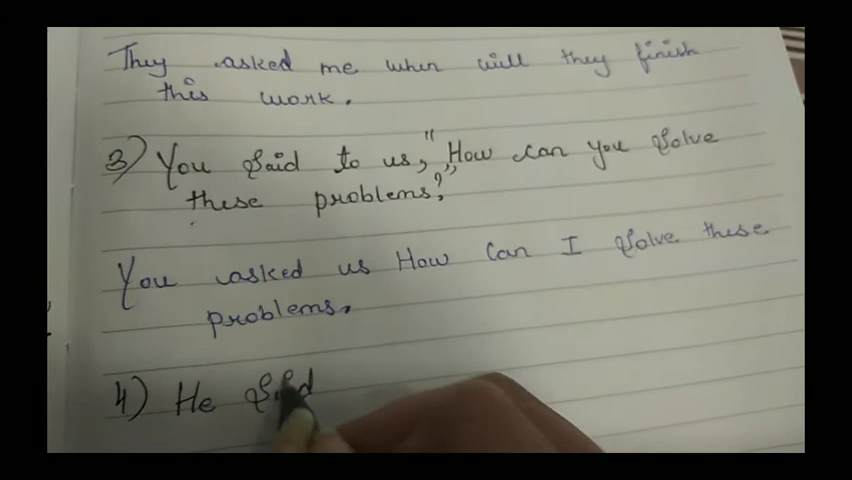 They asked me when will they finish
this work.
3) You said to us, "How can you solve
these problems?"
You asked us How can I solve these
problems.
4) He said